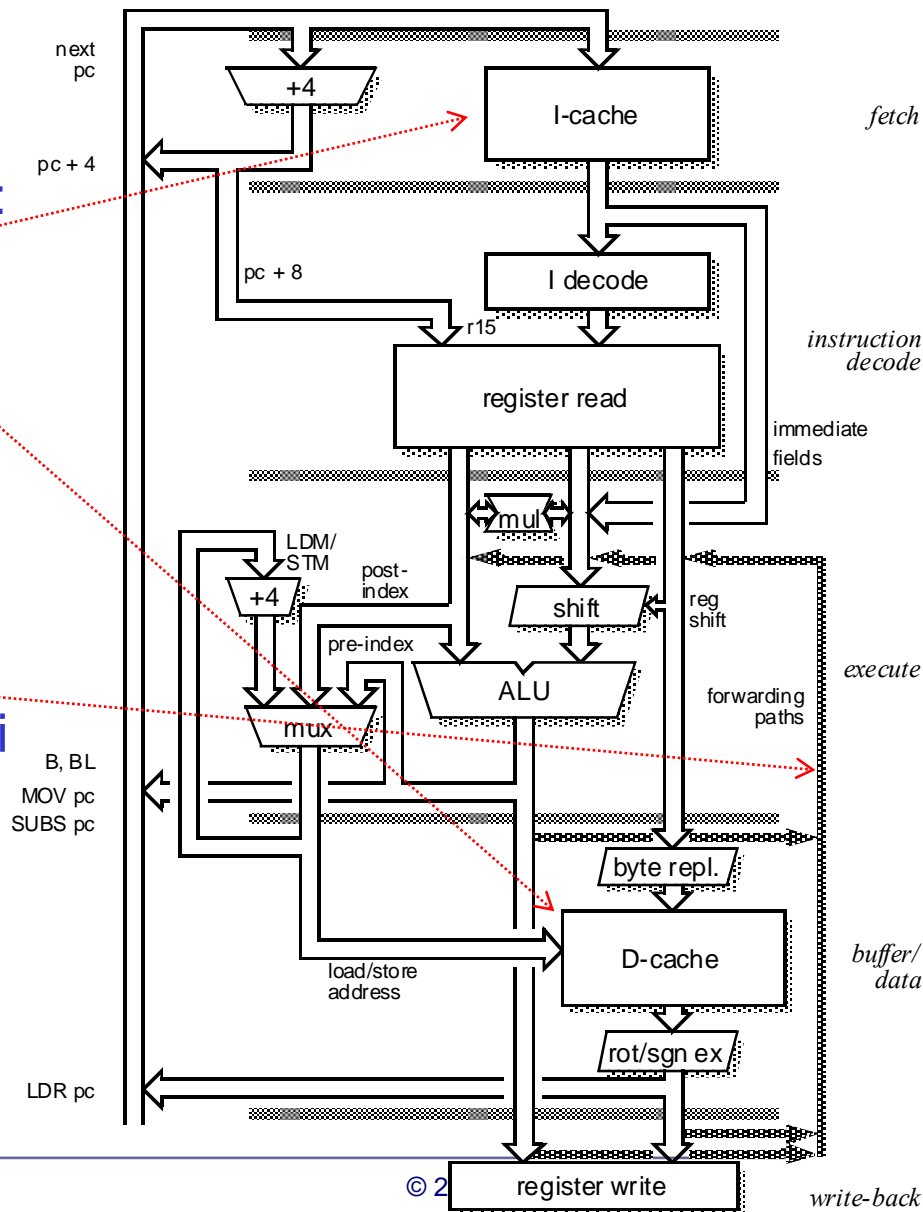 next
pc
+4
I-cache
fetch
pc + 4
pc + 8
I decode
r15
instruction
decode
register read
immediate
fields
mul
LDM/
STM
post-
index
+4
shift
reg
shift
pre-index
ALU
execute
forwarding
paths
mux
i
B, BL
MOV pc
SUBS pc
byte repl.
D-cache
buffer/
data
load/store
address
rot/sgn ex
LDR pc
© 2
register write
write-back